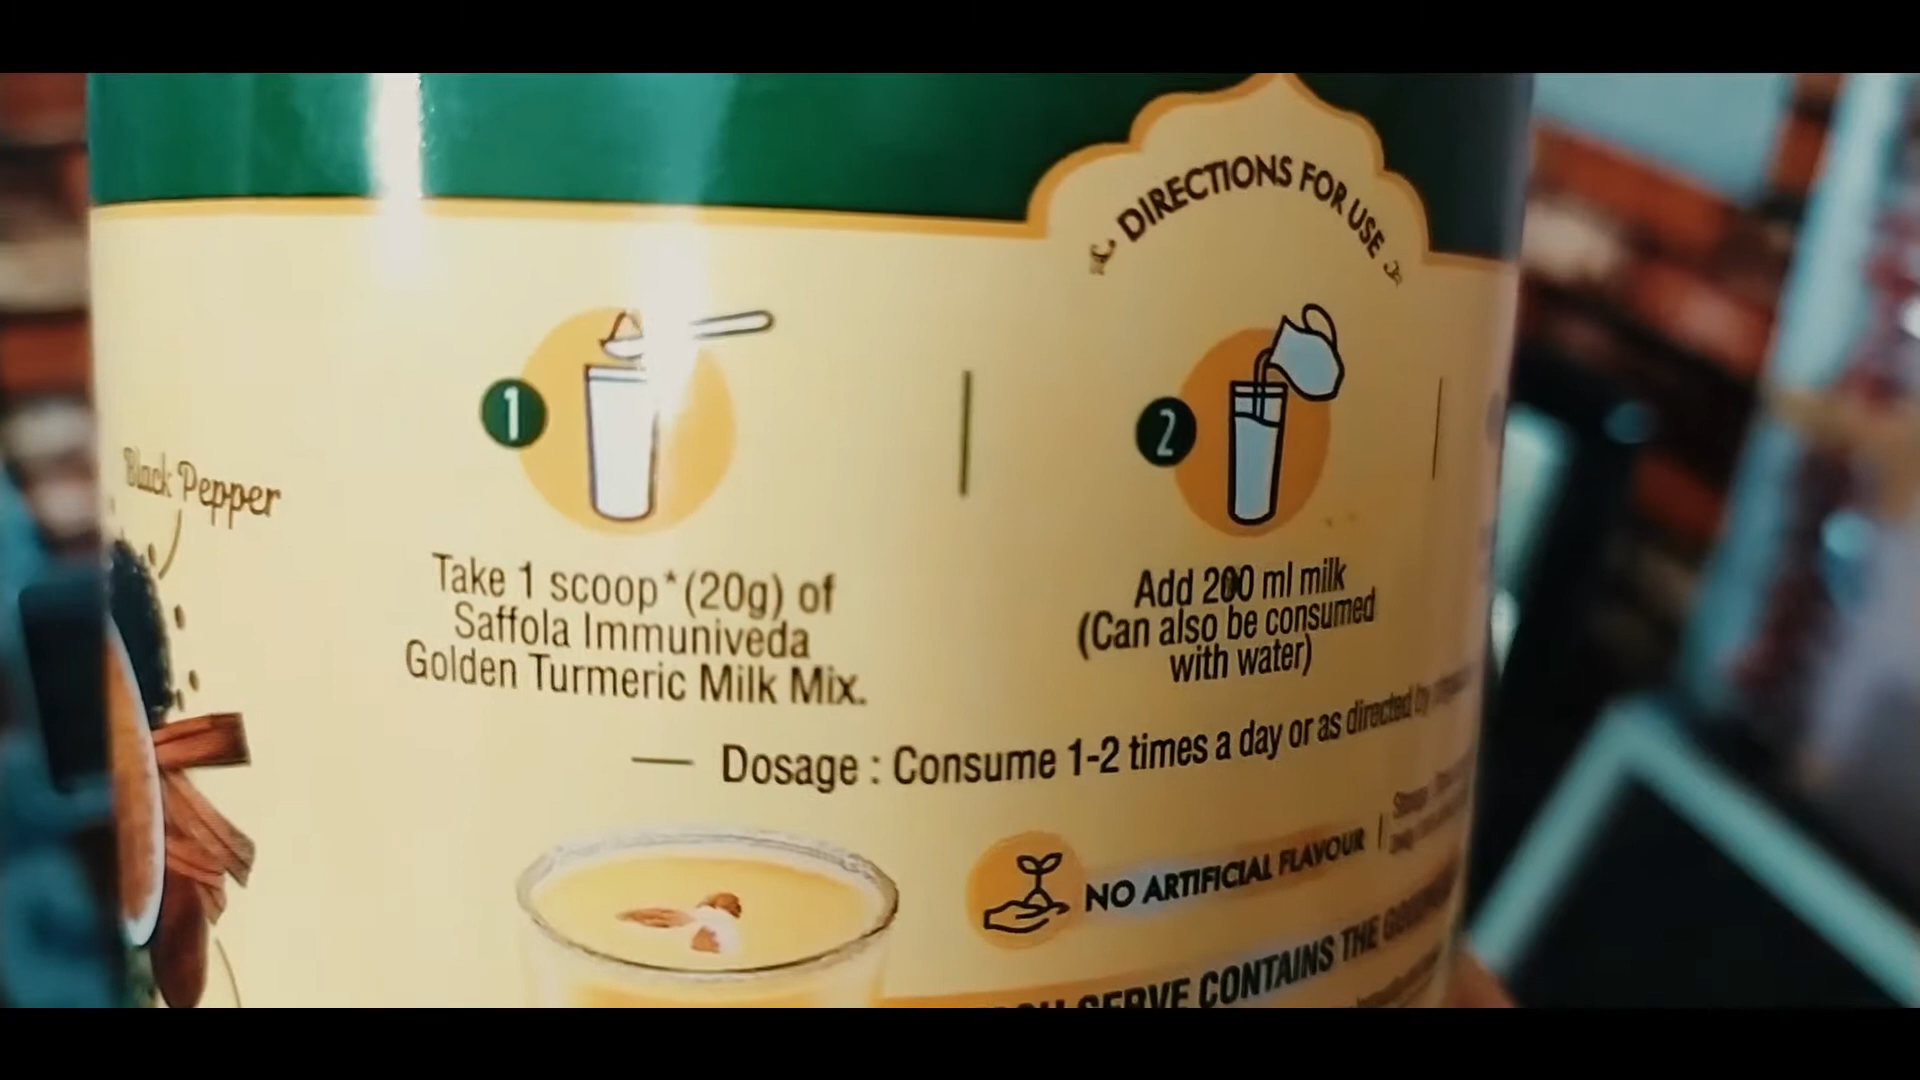 DIRECTIONS FOR USE
1
2
Black Pepper
Take 1 scoop*(20g) of
Saffola Immuniveda
Golden Turmeric Milk Mix.
Add 200 ml milk
(Can also be consumed
with water)
Dosage : Consume 1-2 times a day or as directed by
NO ARTIFICIAL FLAVOUR
SERVE CONTAINS THE